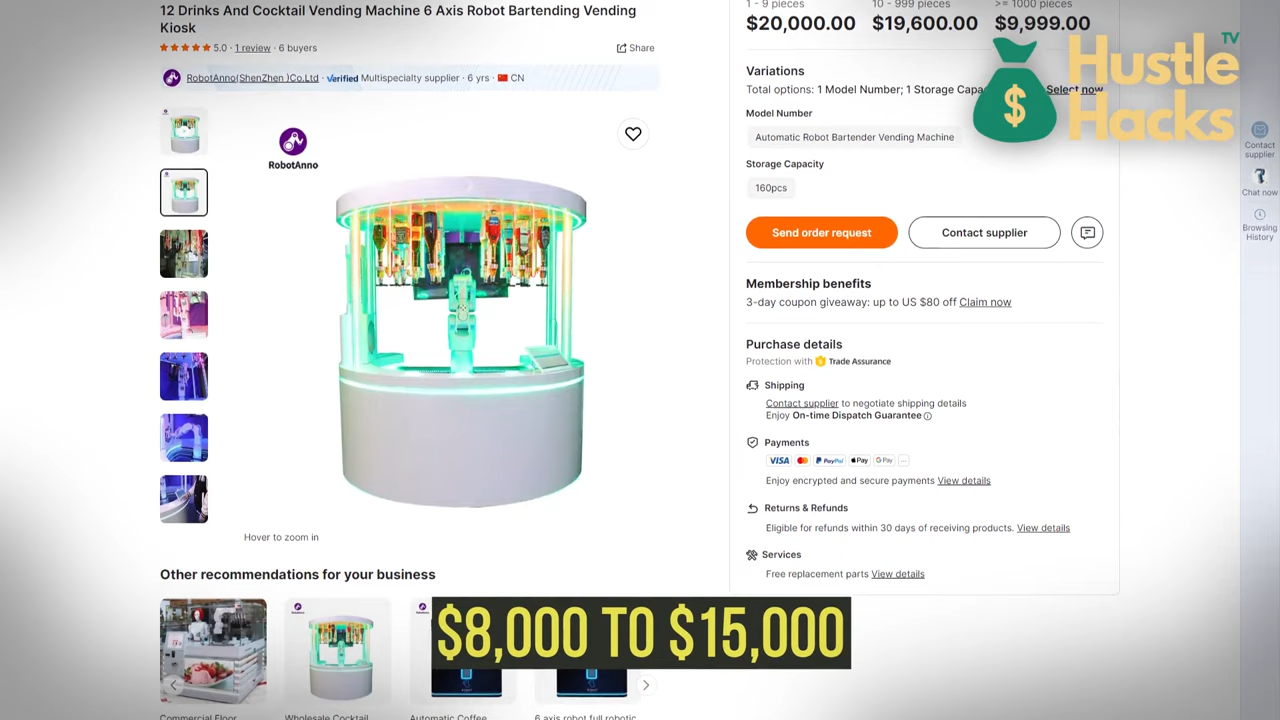 12 Drinks And Cocktail Vending Machine 6 Axis Robot Bartending Vending
Kiosk
5.0 · 1 review · 6 buyers
Share
RobotAnno(ShenZhen )Co.Ltd · Verified Multispecialty supplier · 6 yrs · CN
RobotAnno
Hover to zoom in
Other recommendations for your business
Commercial Floor
Wholesale Cocktail
Automatic Coffee
6 axis robot full robotic
1 - 9 pieces
10 - 999 pieces
>= 1000 pieces
$20,000.00
$19,600.00
$9,999.00
Variations
Total options: 1 Model Number; 1 Storage Capa
Select now
Model Number
Automatic Robot Bartender Vending Machine
Storage Capacity
160pcs
Send order request
Contact supplier
Membership benefits
3-day coupon giveaway: up to US $80 off Claim now
Purchase details
Protection with Trade Assurance
Shipping
Contact supplier to negotiate shipping details
Enjoy On-time Dispatch Guarantee
Payments
VISA PayPal Pay G Pay ...
Enjoy encrypted and secure payments View details
Returns & Refunds
Eligible for refunds within 30 days of receiving products. View details
Services
Free replacement parts View details
Hustle TV
Hacks
$
Contact
supplier
Chat now
Browsing
History
$8,000 TO $15,000